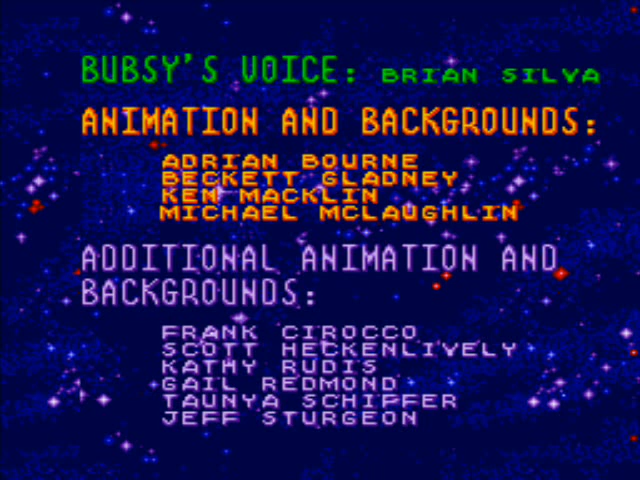 BUBSY'S VOICE: BRIAN SILVA
ANIMATION AND BACKGROUNDS:
ADRIAN BOURNE
BECKETT GLADNEY
KEN MACKLIN
MICHAEL MCLAUGHLIN
ADDITIONAL ANIMATION AND
BACKGROUNDS:
FRANK CIROCCO
SCOTT HECKENLIVELY
KATHY RUDIS
GAIL REDMOND
TAUNYA SCHIFFER
JEFF STURGEON